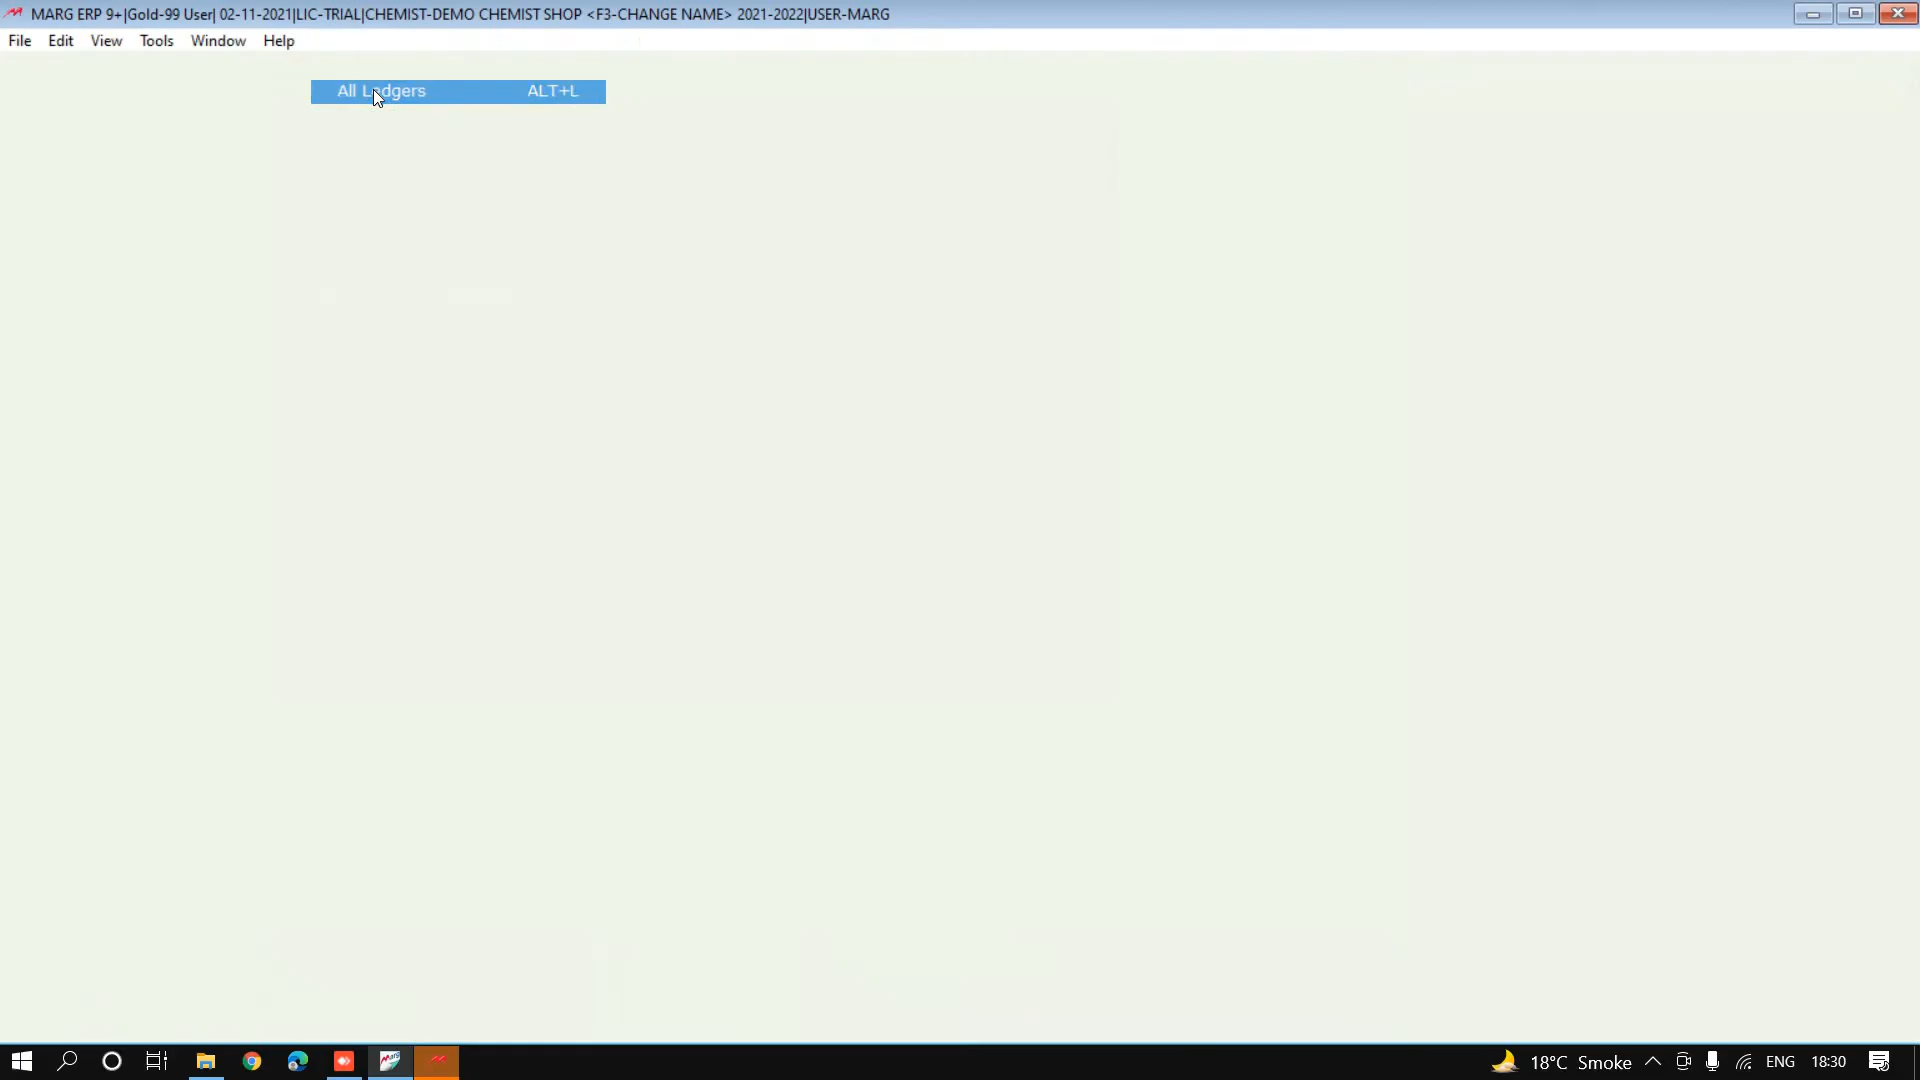 MARG ERP 9+|Gold-99 User| 02-11-2021|LIC-TRIAL|CHEMIST-DEMO CHEMIST SHOP <F3-CHANGE NAME> 2021-2022|USER-MARG
File Edit View Tools Window Help
All Ledgers ALT+L
18°C Smoke ENG 18:30